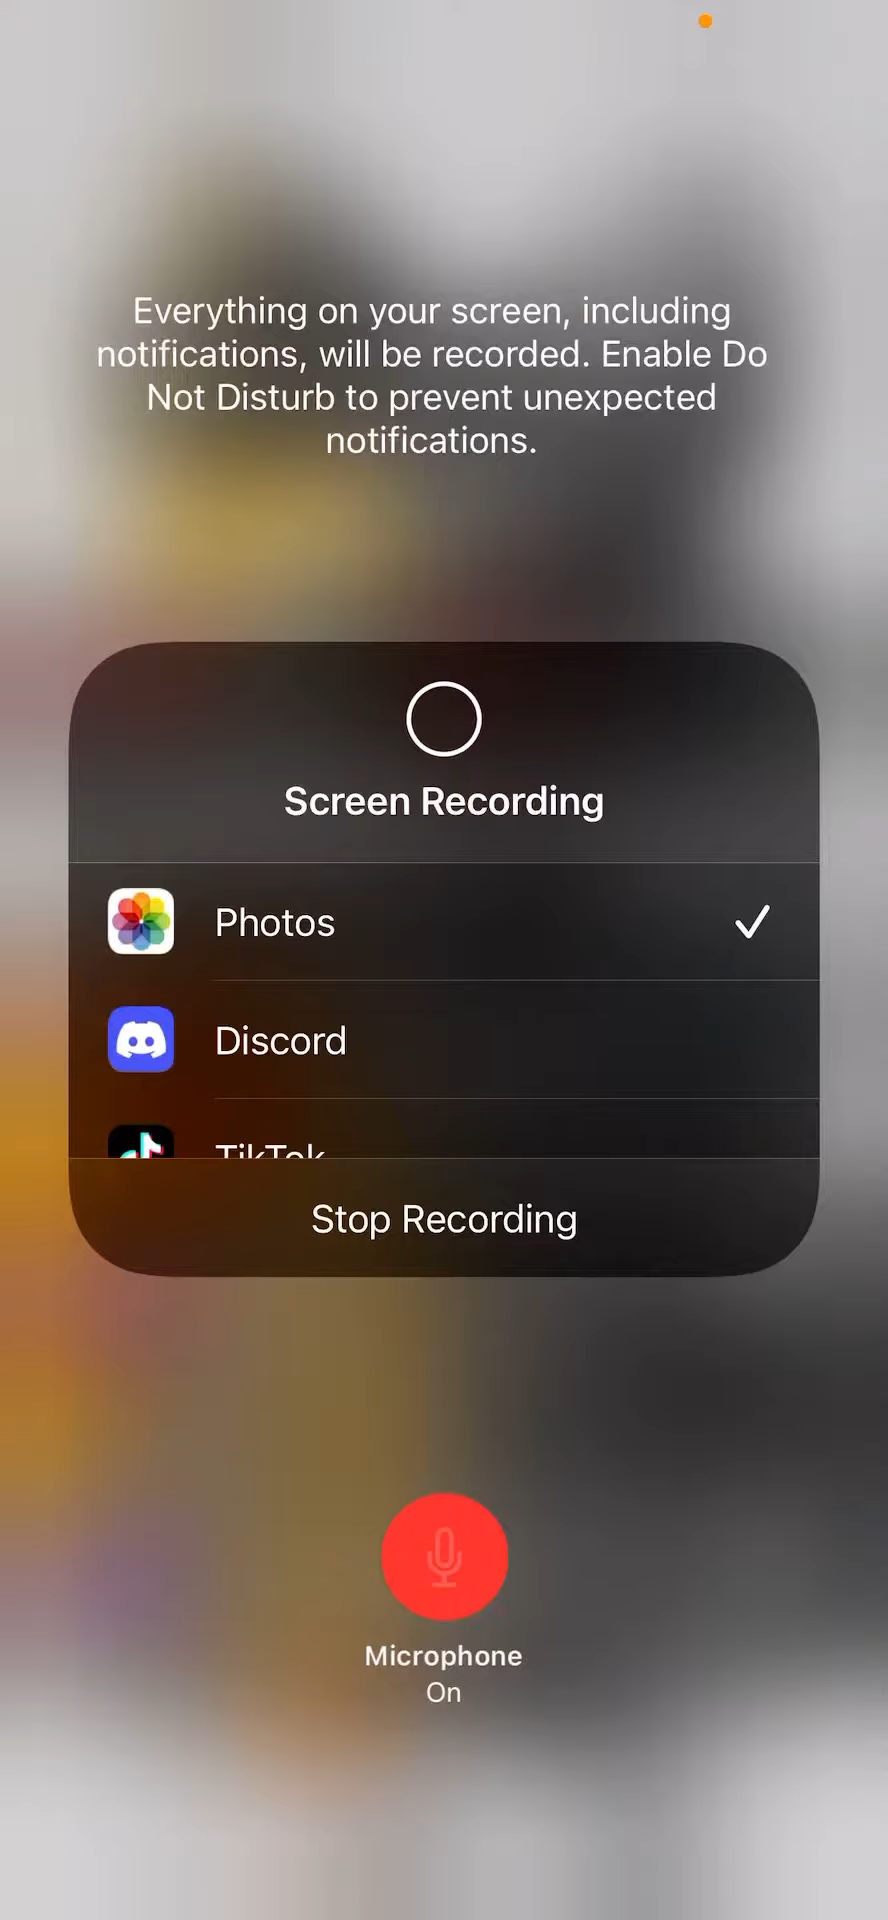 Everything on your screen, including
notifications, will be recorded. Enable Do
Not Disturb to prevent unexpected
notifications.
Screen Recording
Photos
Discord
TikTok
Stop Recording
Microphone
On